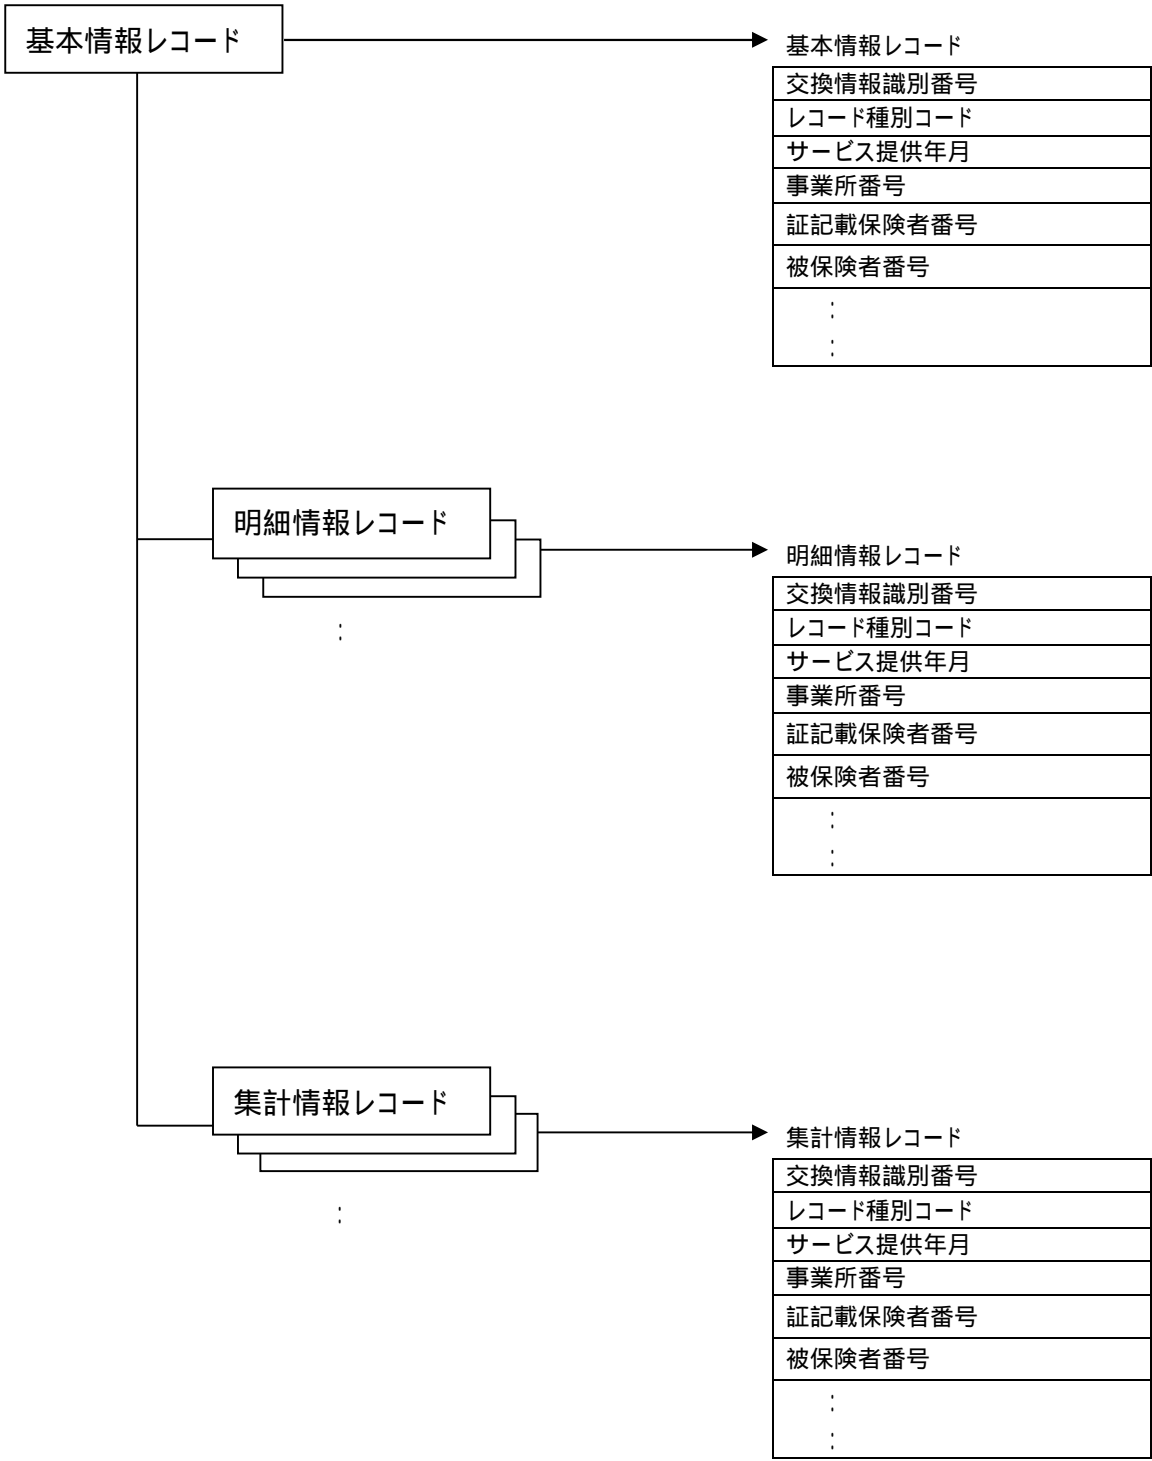 基本情報レコード
基本情報レコード
交換情報識別番号
レコード種別コード
サービス提供年月
事業所番号
証記載保険者番号
被保険者番号
:
:
明細情報レコード
:
明細情報レコード
交換情報識別番号
レコード種別コード
サービス提供年月
事業所番号
証記載保険者番号
被保険者番号
:
:
集計情報レコード
:
集計情報レコード
交換情報識別番号
レコード種別コード
サービス提供年月
事業所番号
証記載保険者番号
被保険者番号
:
: